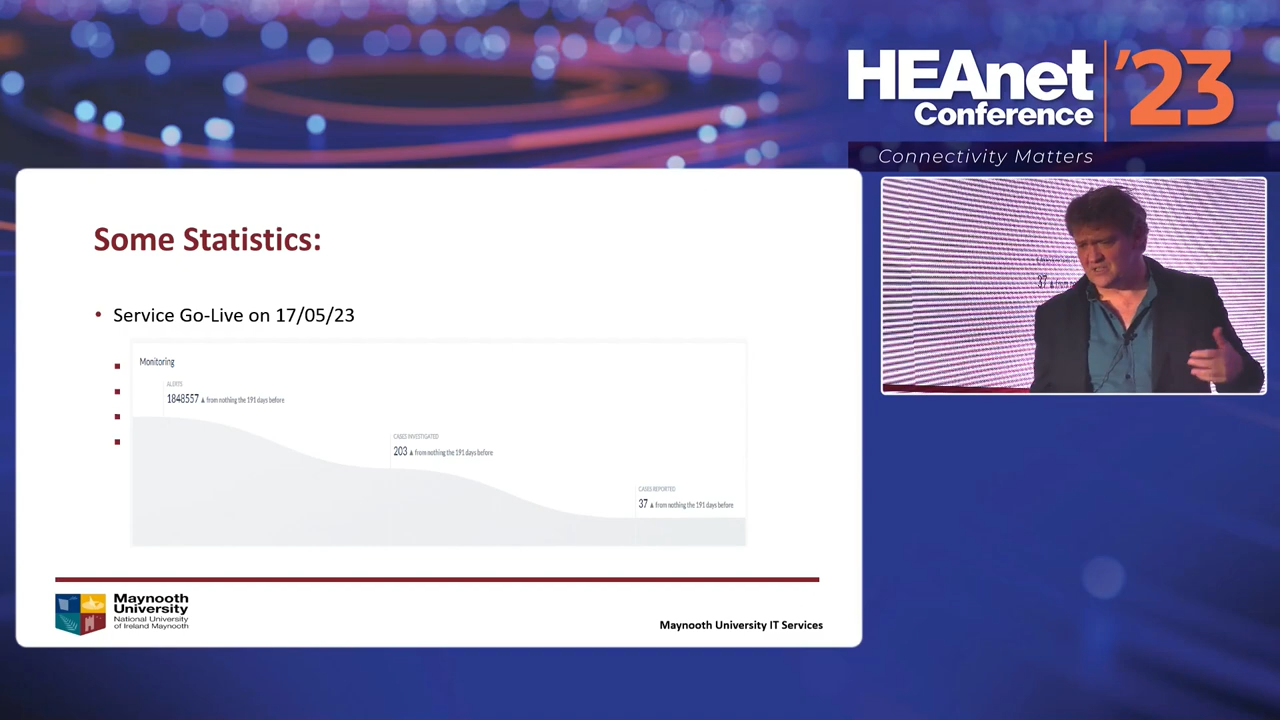 HEAnet
Conference
'23
Connectivity Matters
Some Statistics:
• Service Go-Live on 17/05/23
Monitoring
ALERTS
1848557 ▲ from nothing the 191 days before
CASES INVESTIGATED
203 ▲ from nothing the 191 days before
CASES REPORTED
37 ▲ from nothing the 191 days before
Maynooth
University
National University
of Ireland Maynooth
Maynooth University IT Services
37